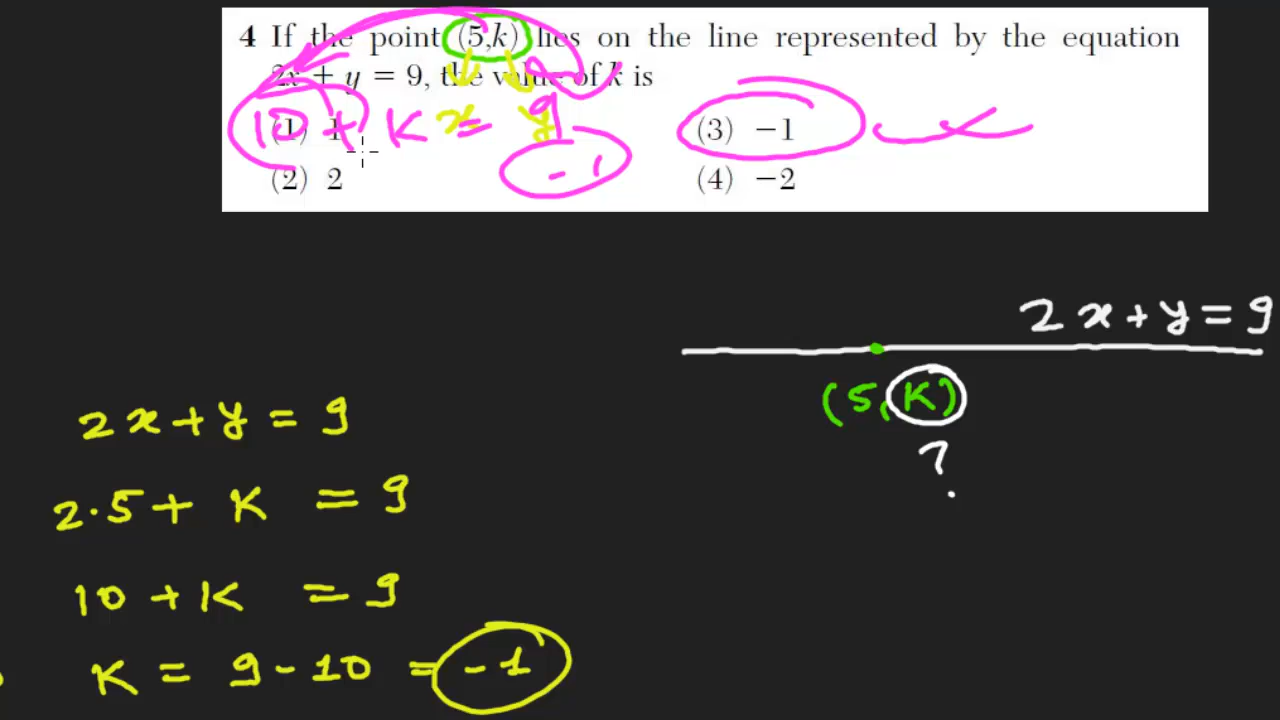 4 If the point (5,k) lies on the line represented by the equation
2x + y = 9, the value of k is
x y
10 + K = 9
(1) 1 (3) −1
-1
(2) 2 (4) −2
2x+y=9
(5,K)
?
2x+y=9
2.5+ K = 9
10 + K = 9
K = 9 - 10 = -1